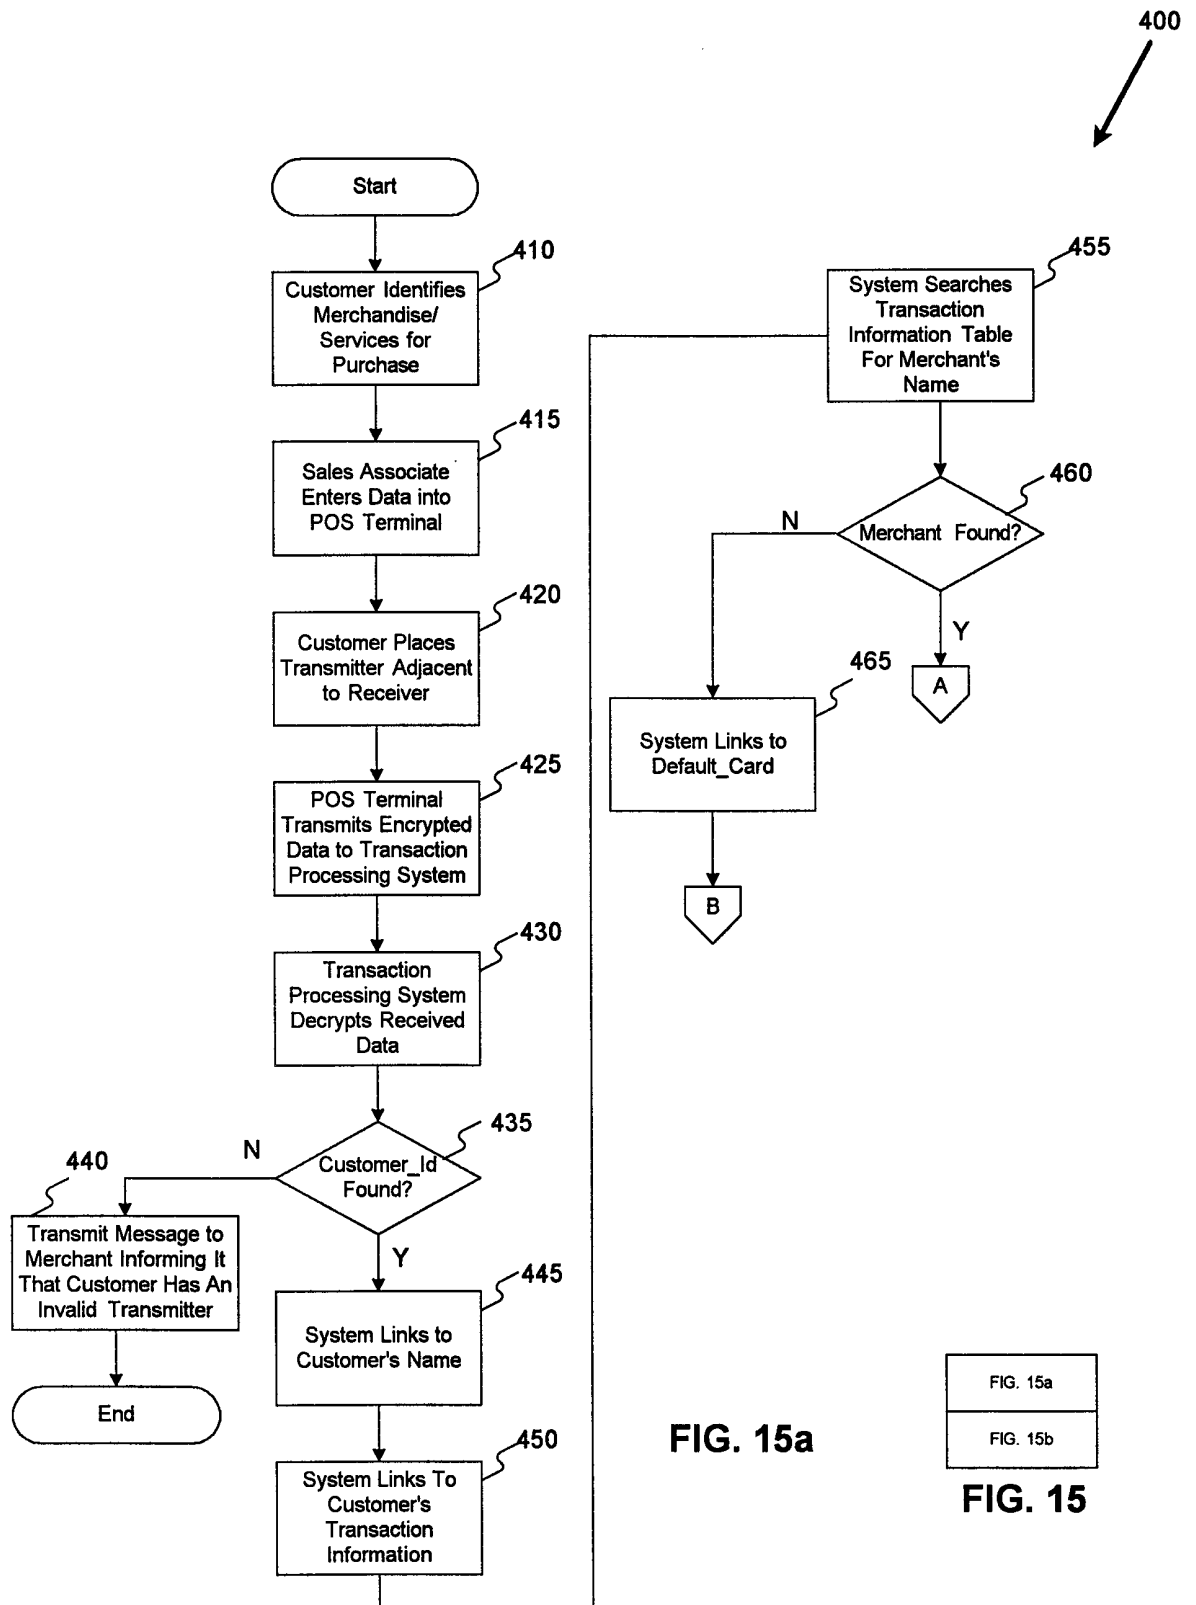 400
Start
410
Customer Identifies
Merchandise/
Services for
Purchase
415
Sales Associate
Enters Data into
POS Terminal
420
Customer Places
Transmitter Adjacent
to Receiver
425
POS Terminal
Transmits Encrypted
Data to Transaction
Processing System
430
Transaction
Processing System
Decrypts Received
Data
435
Customer_Id
Found?
N
440
Transmit Message to
Merchant Informing It
That Customer Has An
Invalid Transmitter
End
Y
445
System Links to
Customer's Name
450
System Links To
Customer's
Transaction
Information
455
System Searches
Transaction
Information Table
For Merchant's
Name
460
Merchant Found?
N
Y
A
465
System Links to
Default_Card
B
FIG. 15a
FIG. 15a
FIG. 15b
FIG. 15